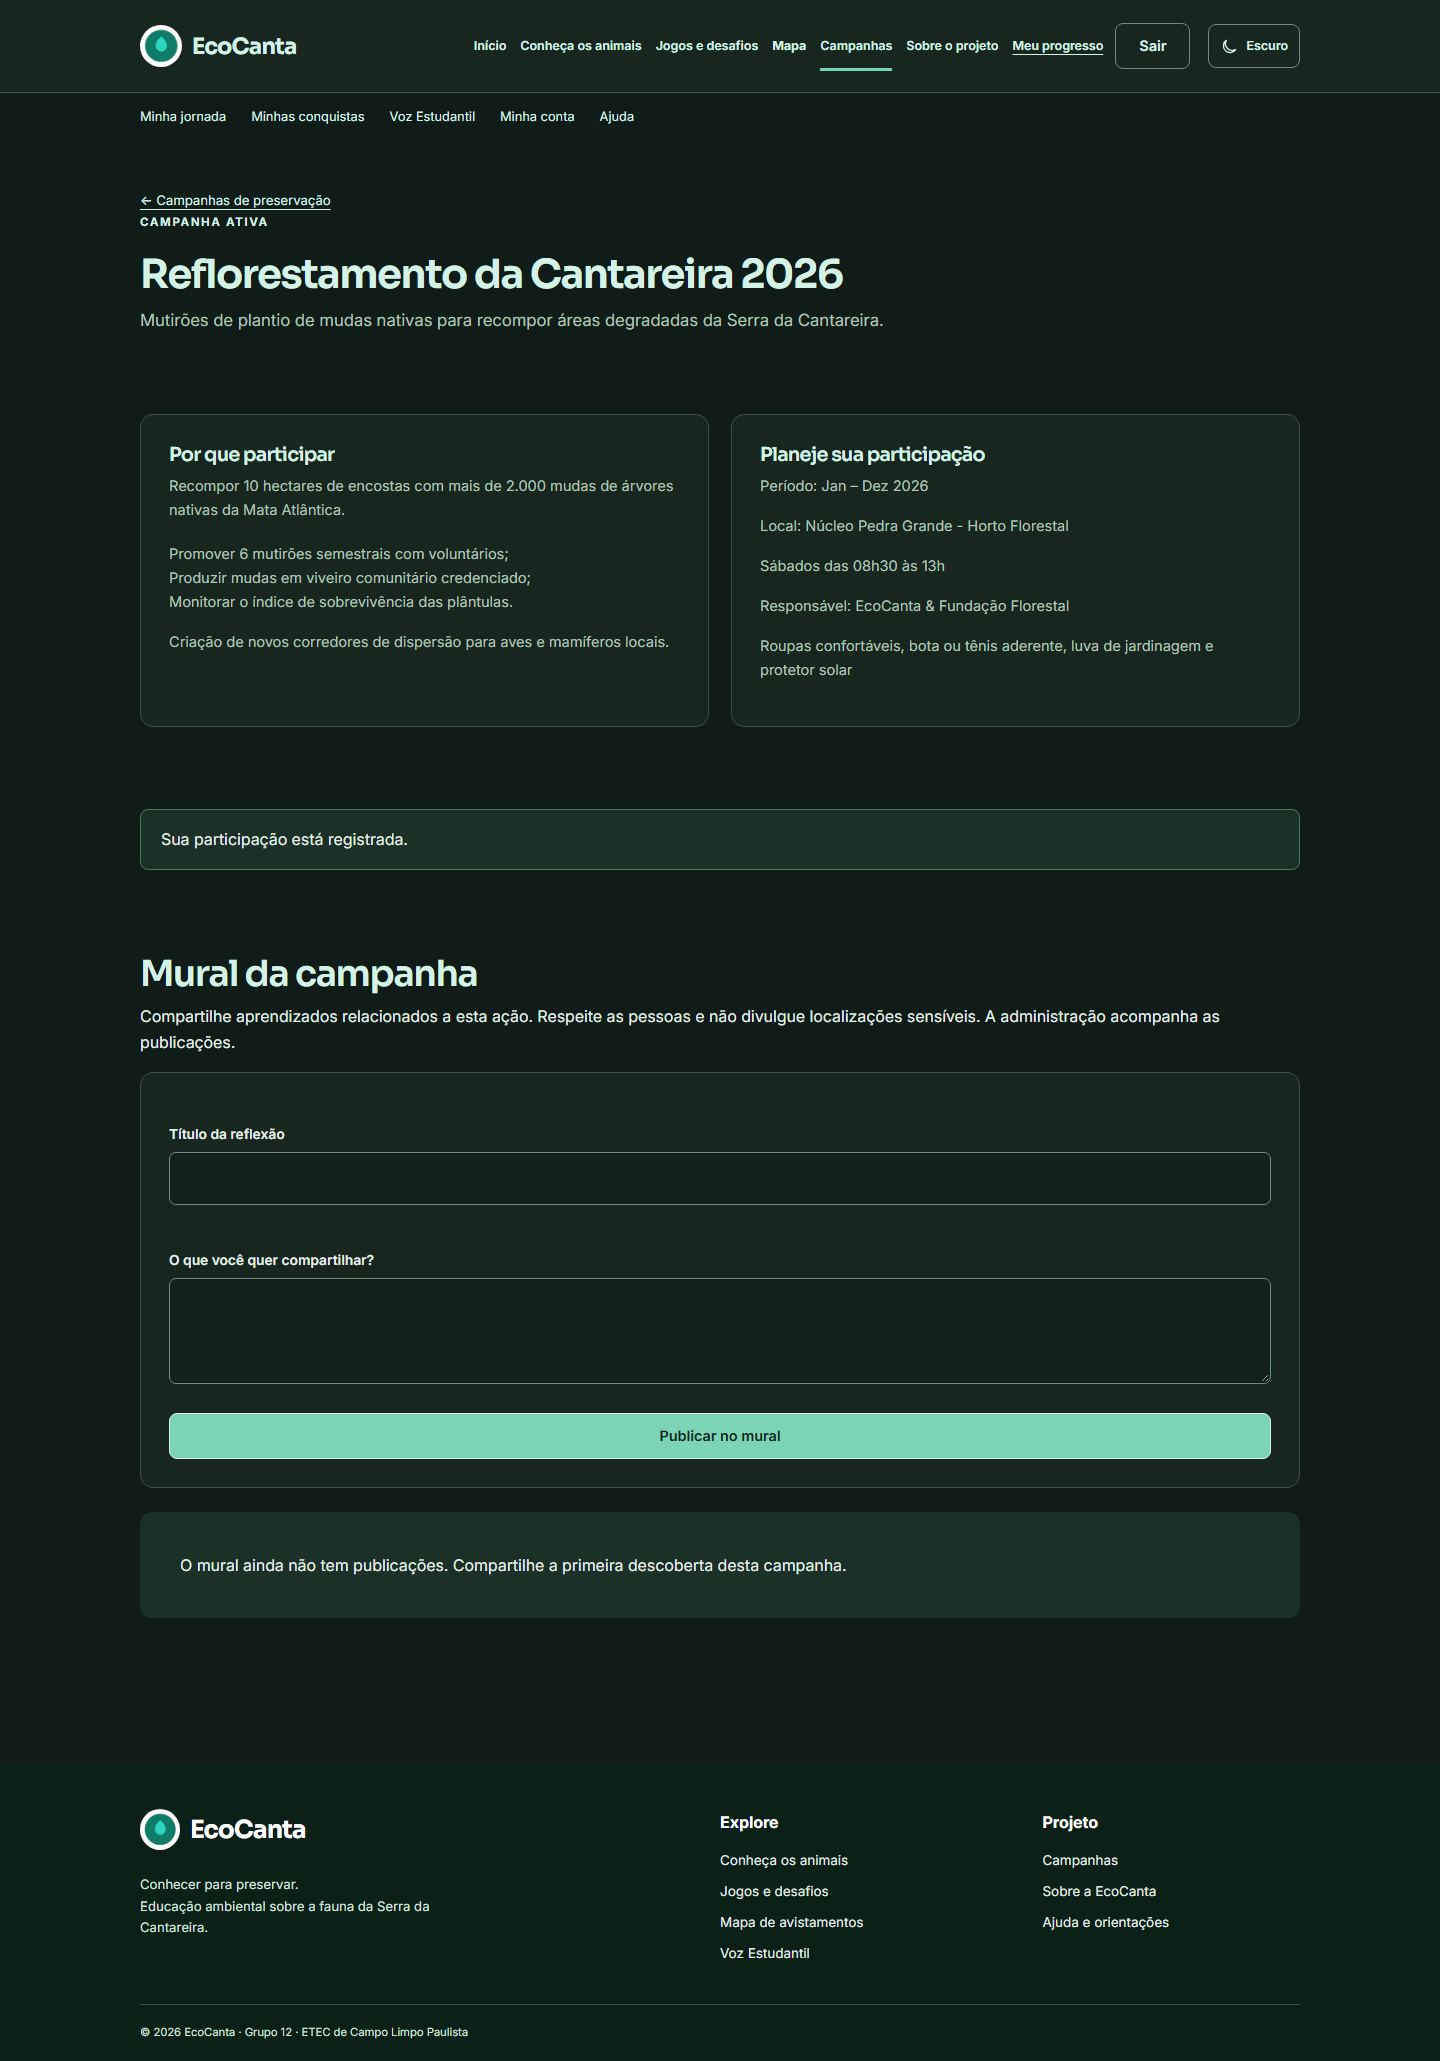 EcoCanta
Início Conheça os animais Jogos e desafios Mapa Campanhas Sobre o projeto Meu progresso Sair Escuro
Minha jornada Minhas conquistas Voz Estudantil Minha conta Ajuda
← Campanhas de preservação
CAMPANHA ATIVA
Reflorestamento da Cantareira 2026
Mutirões de plantio de mudas nativas para recompor áreas degradadas da Serra da Cantareira.
Por que participar
Recompor 10 hectares de encostas com mais de 2.000 mudas de árvores
nativas da Mata Atlântica.
Promover 6 mutirões semestrais com voluntários;
Produzir mudas em viveiro comunitário credenciado;
Monitorar o índice de sobrevivência das plântulas.
Criação de novos corredores de dispersão para aves e mamíferos locais.
Planeje sua participação
Período: Jan – Dez 2026
Local: Núcleo Pedra Grande - Horto Florestal
Sábados das 08h30 às 13h
Responsável: EcoCanta & Fundação Florestal
Roupas confortáveis, bota ou tênis aderente, luva de jardinagem e
protetor solar
Sua participação está registrada.
Mural da campanha
Compartilhe aprendizados relacionados a esta ação. Respeite as pessoas e não divulgue localizações sensíveis. A administração acompanha as
publicações.
Título da reflexão
O que você quer compartilhar?
Publicar no mural
O mural ainda não tem publicações. Compartilhe a primeira descoberta desta campanha.
EcoCanta
Conhecer para preservar.
Educação ambiental sobre a fauna da Serra da
Cantareira.
Explore
Conheça os animais
Jogos e desafios
Mapa de avistamentos
Voz Estudantil
Projeto
Campanhas
Sobre a EcoCanta
Ajuda e orientações
© 2026 EcoCanta · Grupo 12 · ETEC de Campo Limpo Paulista